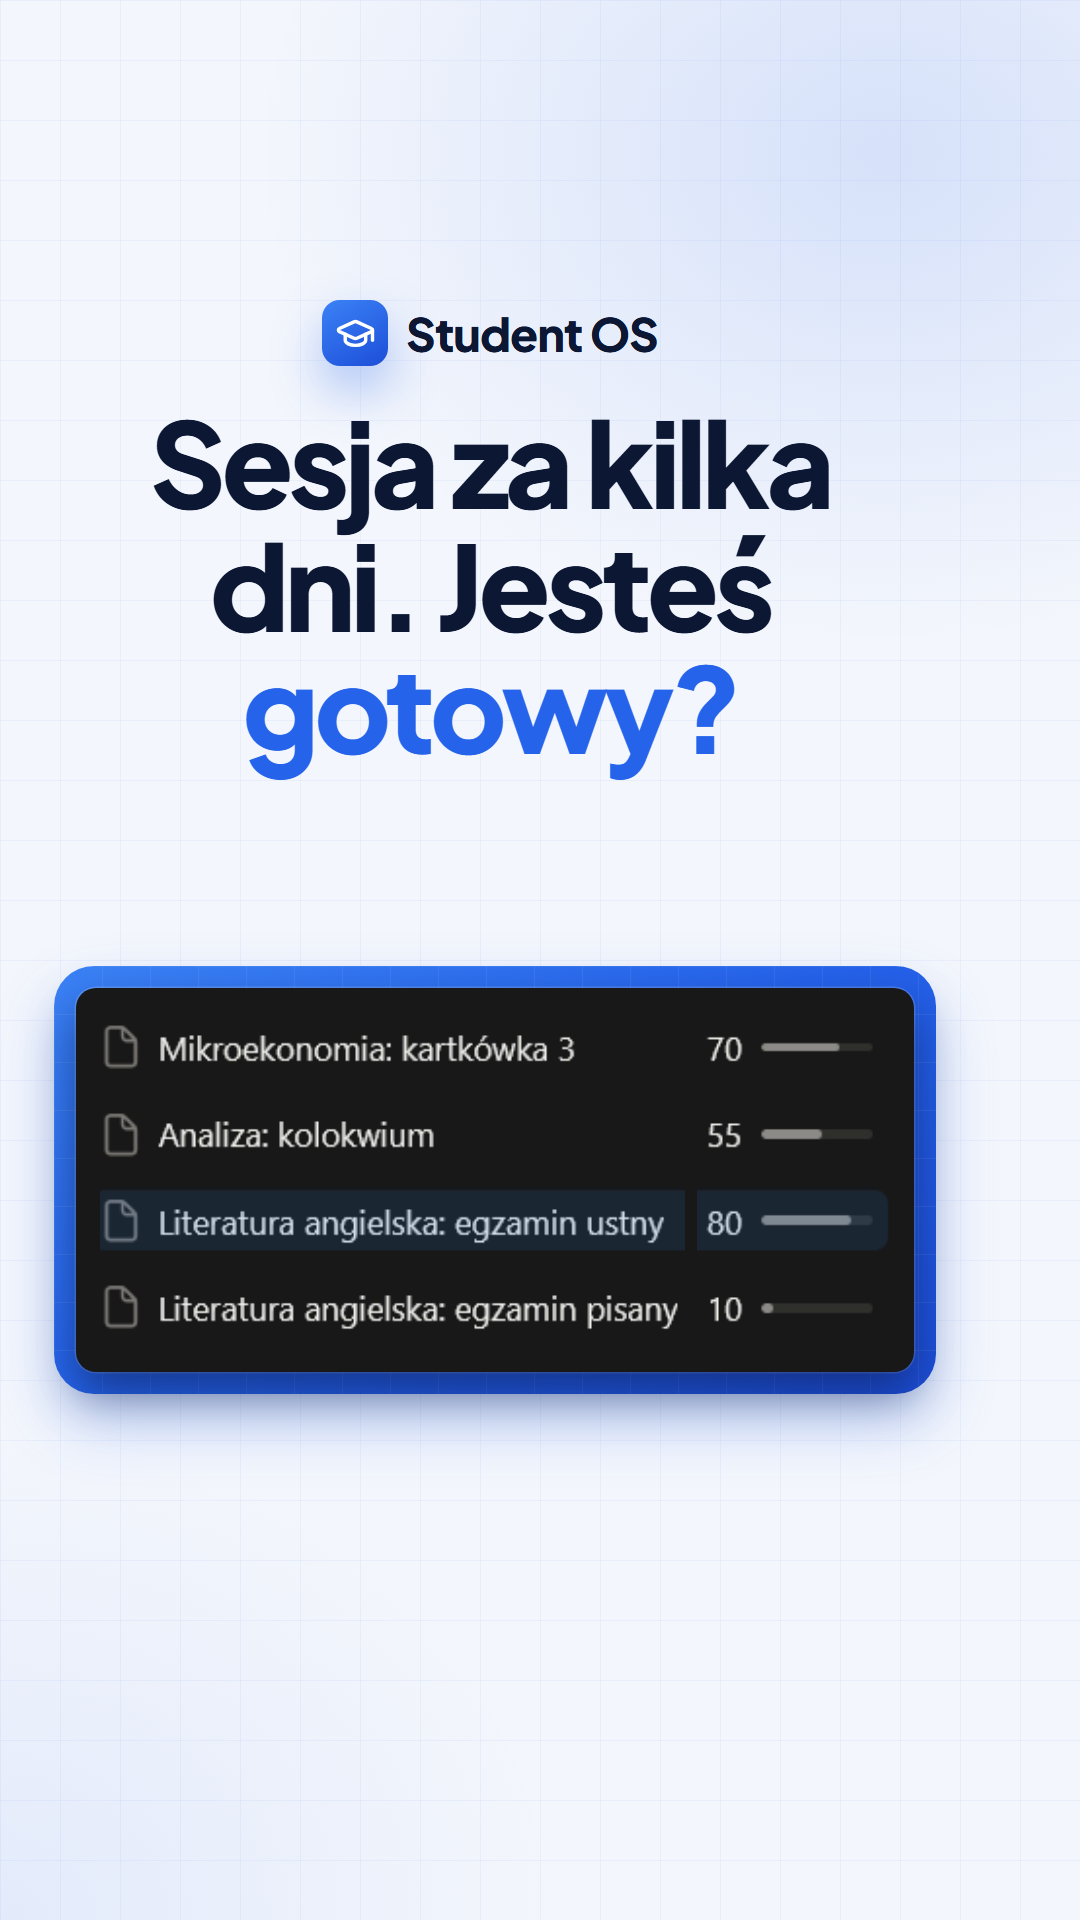 Student OS
Sesja za kilka
dni. Jesteś
gotowy?
Mikroekonomia: kartkówka 3 70
Analiza: kolokwium 55
Literatura angielska: egzamin ustny 80
Literatura angielska: egzamin pisany 10